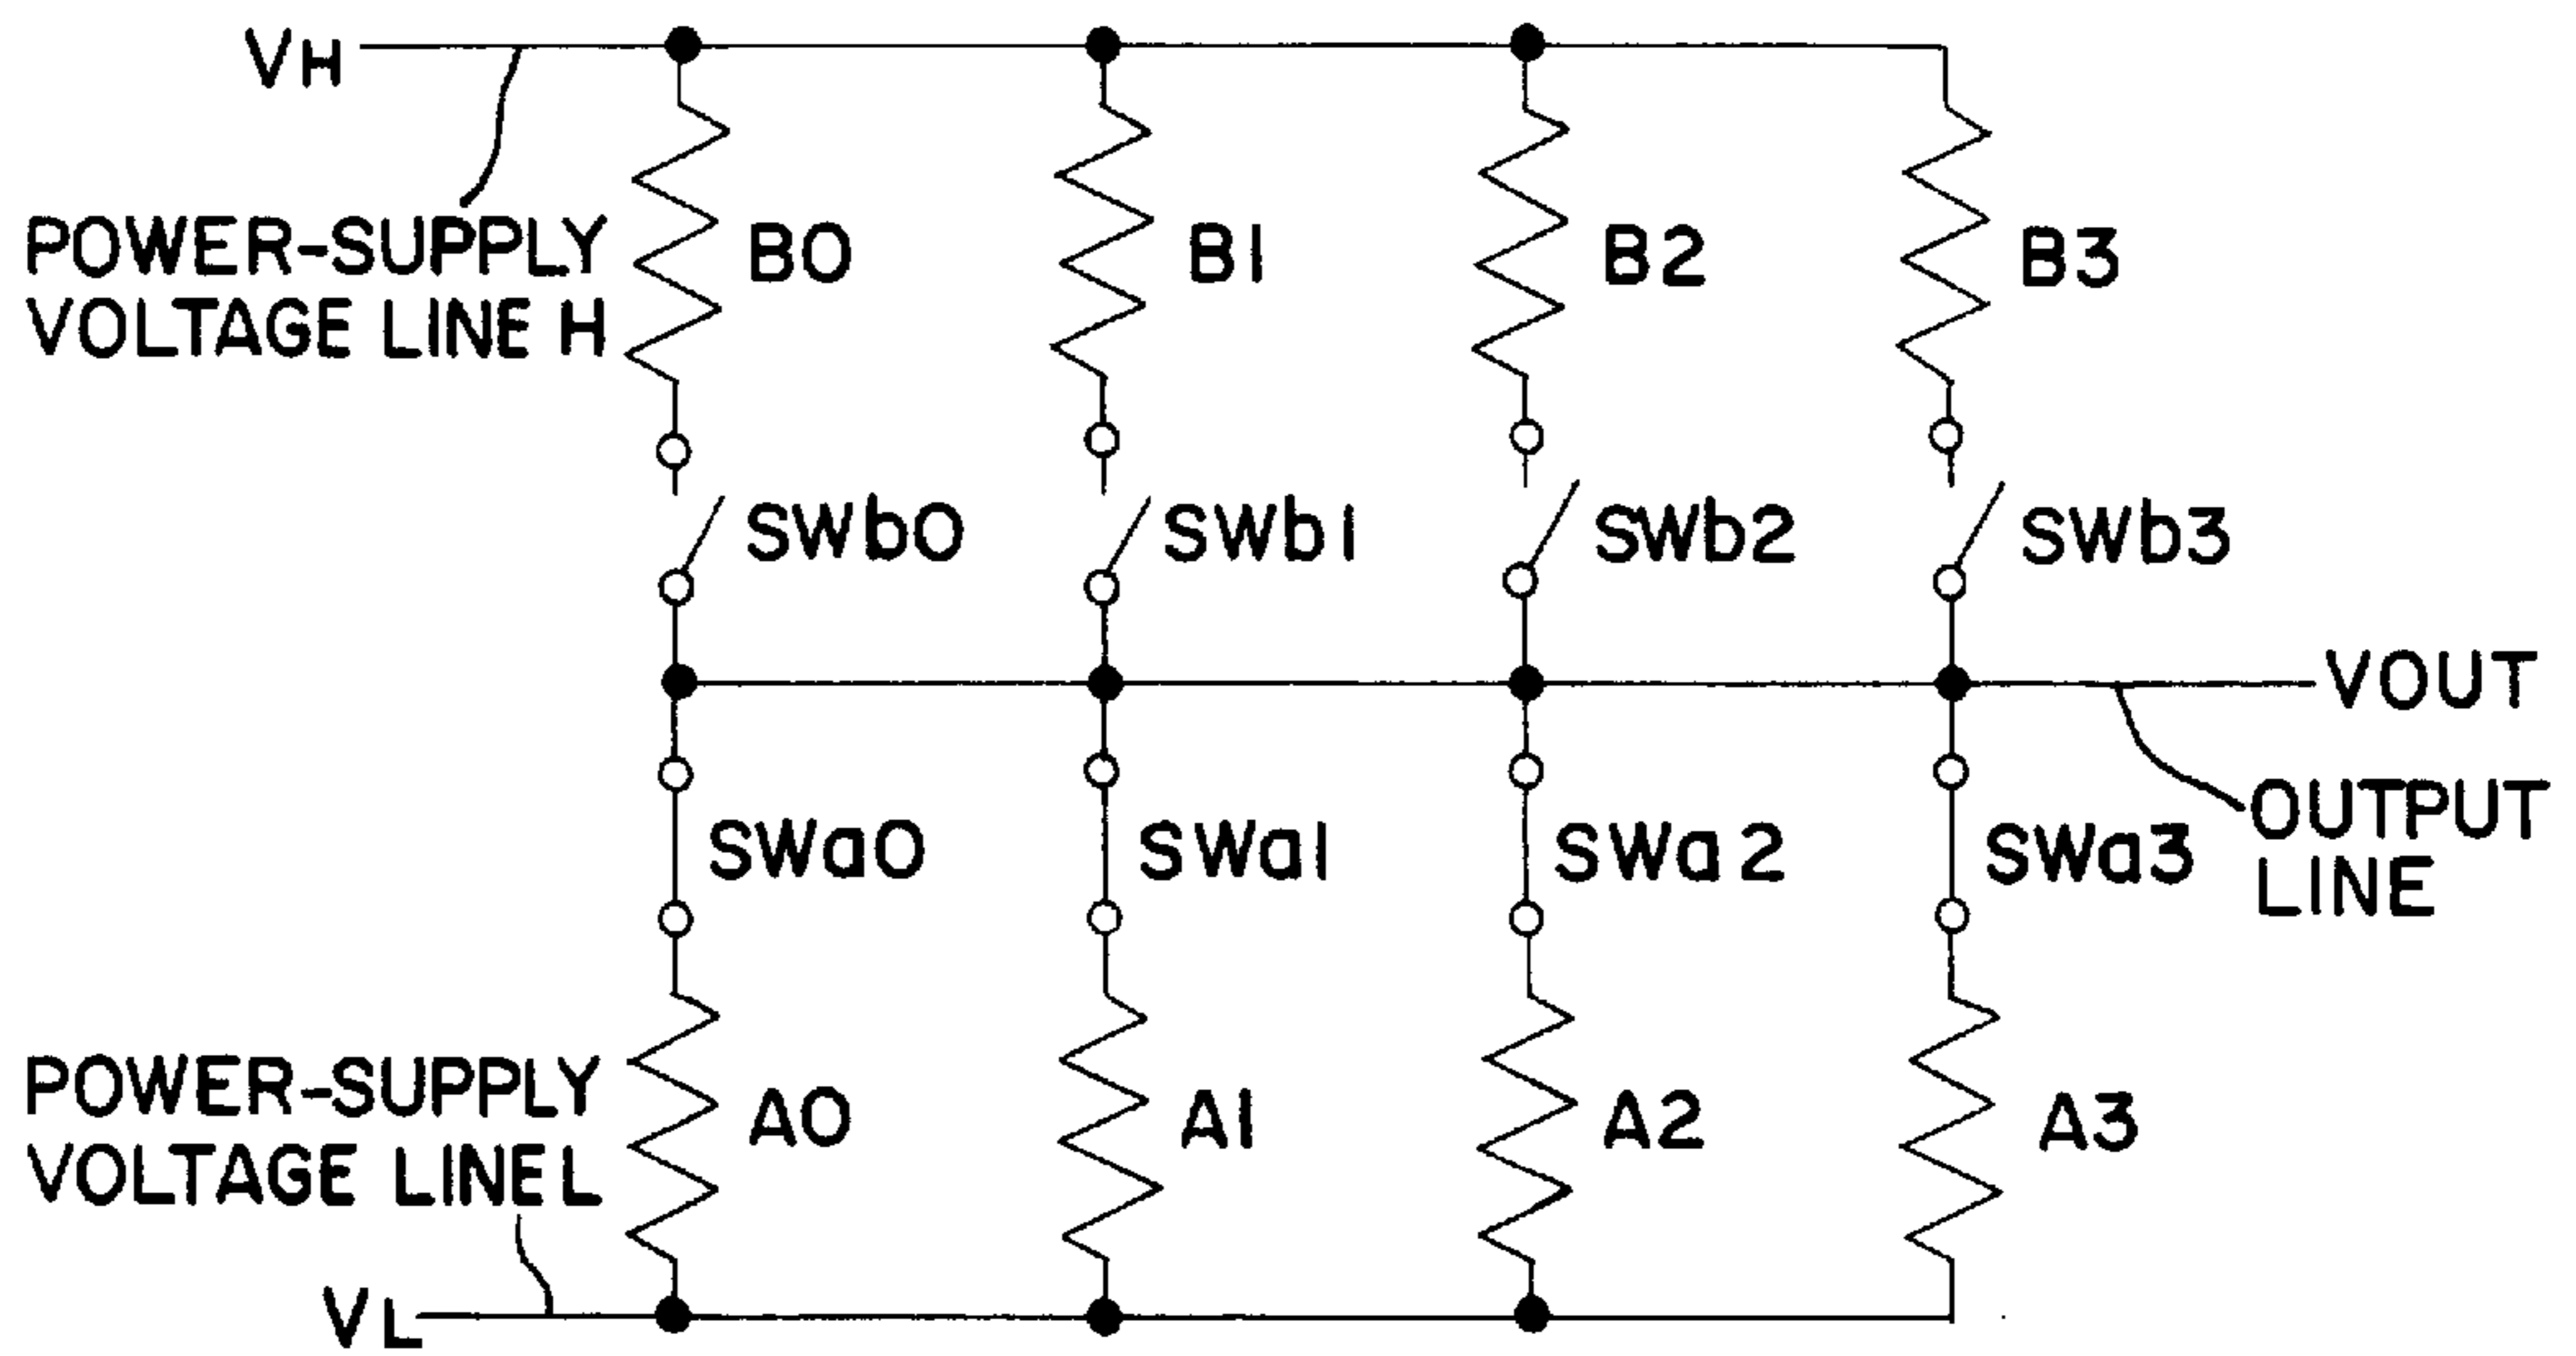 VH
POWER-SUPPLY
VOLTAGE LINE H
B0
B1
B2
B3
SWb0
SWb1
SWb2
SWb3
VOUT
OUTPUT
LINE
SWa0
SWa1
SWa2
SWa3
POWER-SUPPLY
VOLTAGE LINE L
A0
A1
A2
A3
VL